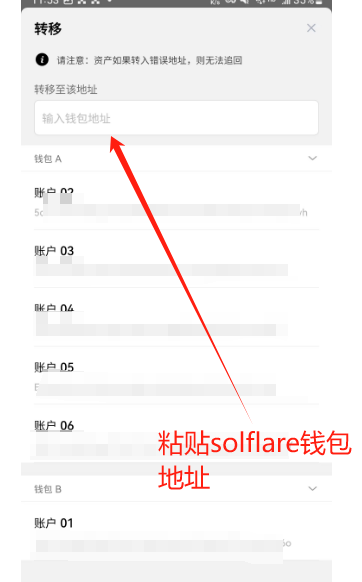 转移
请注意：资产如果转入错误地址，则无法追回
转移至该地址
输入钱包地址
钱包 A
账户 02
账户 03
账户 04
账户 05
账户 06
粘贴solflare钱包
地址
钱包 B
账户 01